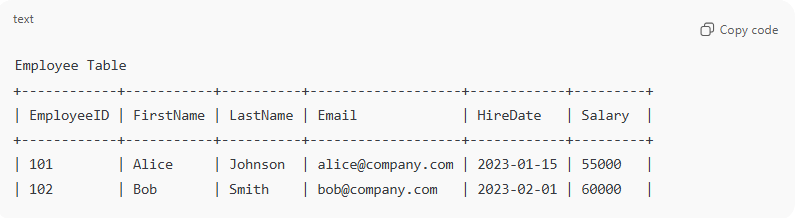 text
Copy code
Employee Table
+------------+-----------+----------+------------------+------------+---------+
| EmployeeID | FirstName | LastName | Email            | HireDate   | Salary  |
+------------+-----------+----------+------------------+------------+---------+
| 101        | Alice     | Johnson  | alice@company.com | 2023-01-15 | 55000   |
| 102        | Bob       | Smith    | bob@company.com   | 2023-02-01 | 60000   |